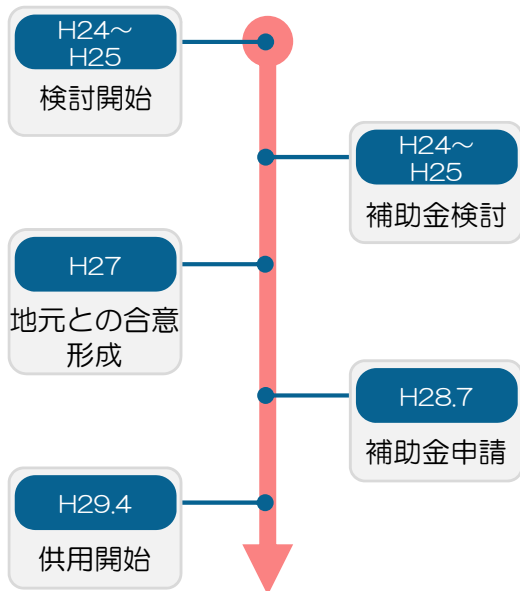 H24～
H25
検討開始
H24～
H25
補助金検討
H27
地元との合意
形成
H28.7
補助金申請
H29.4
供用開始